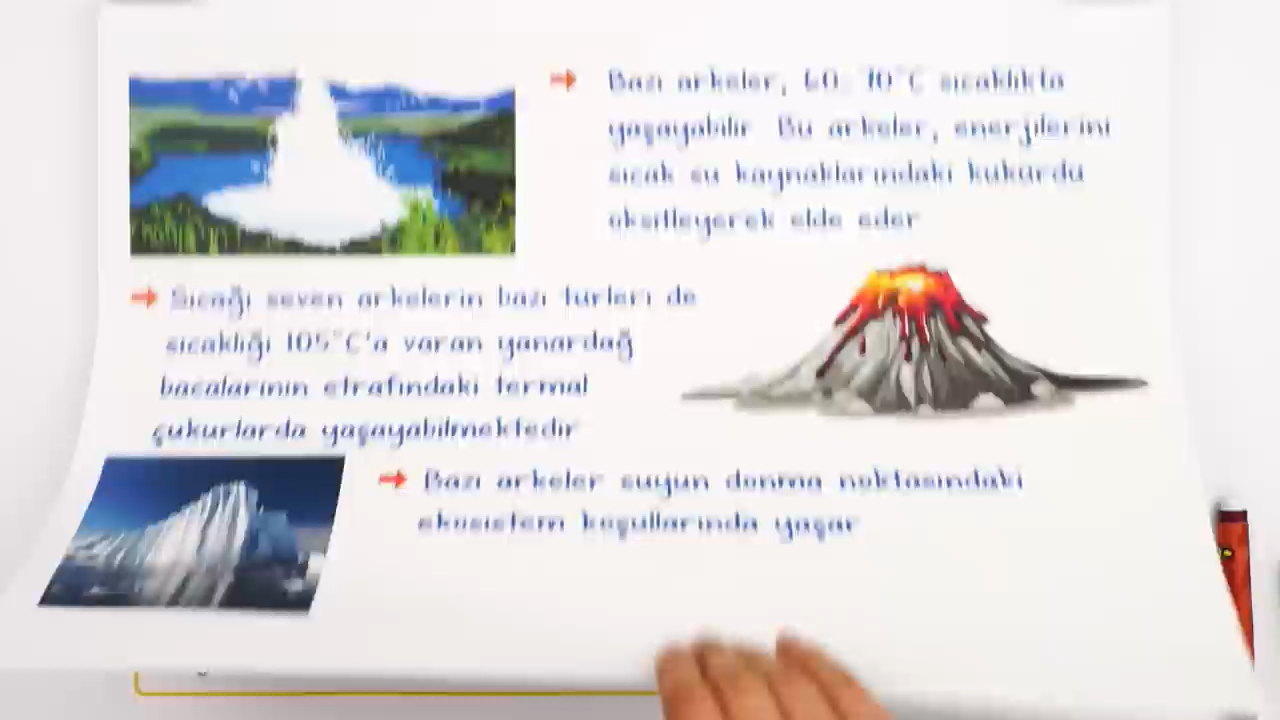 Bazı arkeler, 60-70°C sıcaklıkta
yaşayabilir. Bu arkeler, enerjilerini
sıcak su kaynaklarındaki kükürdü
oksitleyerek elde eder.
Sıcağı seven arkelerin bazı türleri de
sıcaklığı 105°C'a varan yanardağ
bacalarının etrafındaki termal
çukurlarda yaşayabilmektedir.
Bazı arkeler suyun donma noktasındaki
ekosistem koşullarında yaşar.